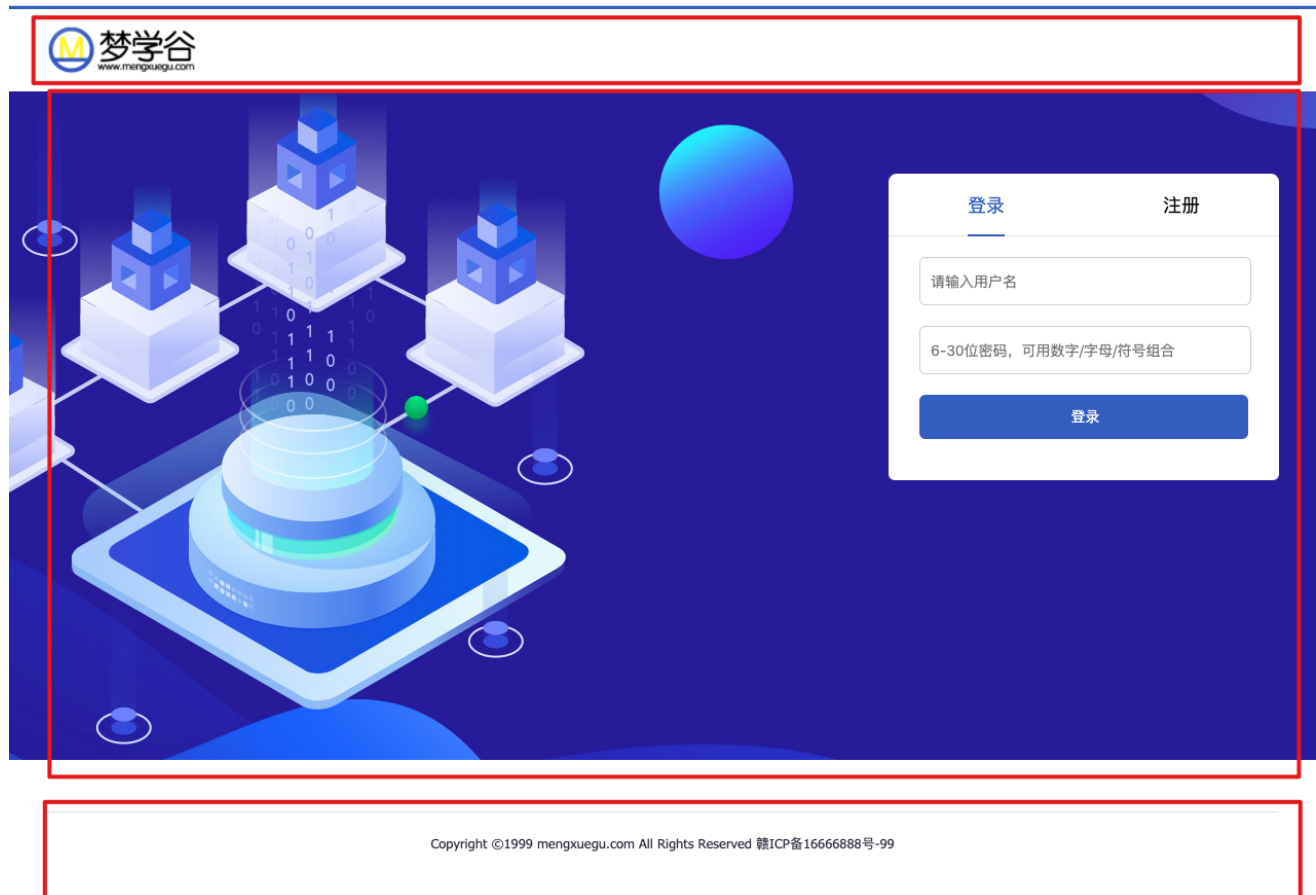 梦学谷
www.mengxuegu.com
登录 注册
请输入用户名
6-30位密码，可用数字/字母/符号组合
登录
Copyright ©1999 mengxuegu.com All Rights Reserved 赣ICP备16666888号-99